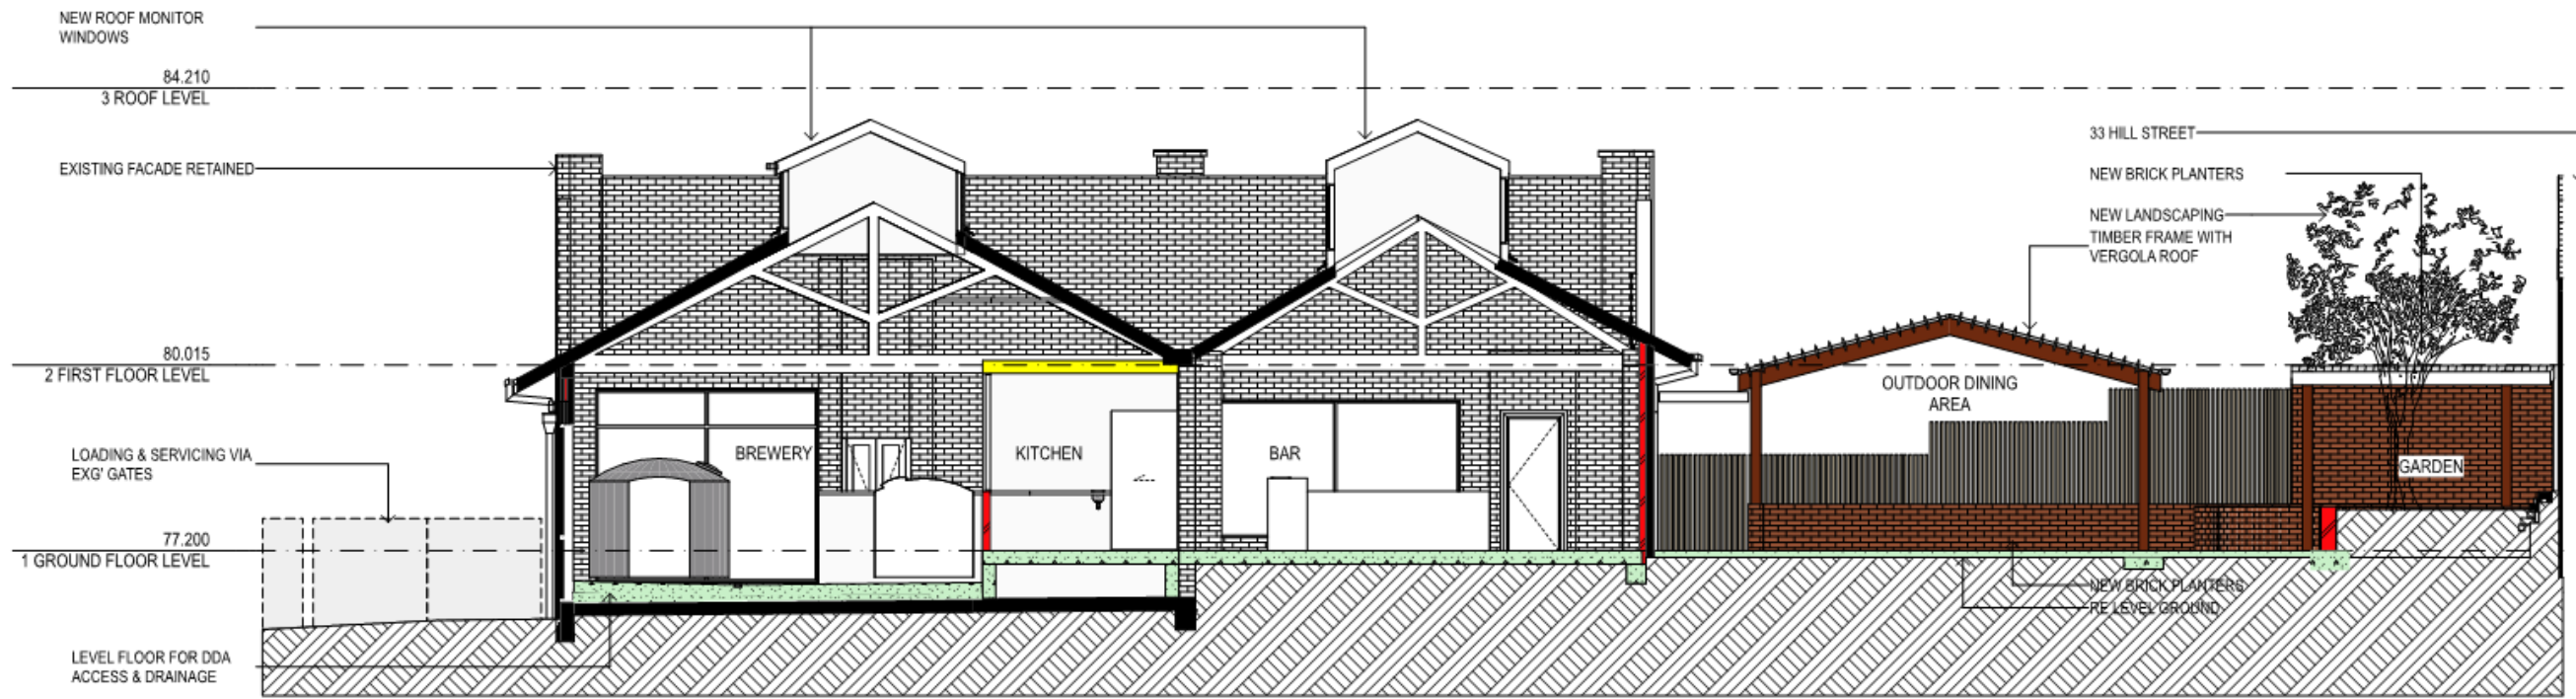 NEW ROOF MONITOR
WINDOWS
84.210
3 ROOF LEVEL
EXISTING FACADE RETAINED
80.015
2 FIRST FLOOR LEVEL
LOADING & SERVICING VIA
EXG' GATES
77.200
1 GROUND FLOOR LEVEL
LEVEL FLOOR FOR DDA
ACCESS & DRAINAGE
BREWERY
KITCHEN
BAR
OUTDOOR DINING
AREA
GARDEN
33 HILL STREET
NEW BRICK PLANTERS
NEW LANDSCAPING
TIMBER FRAME WITH
VERGOLA ROOF
NEW BRICK PLANTERS
RE LEVEL GROUND